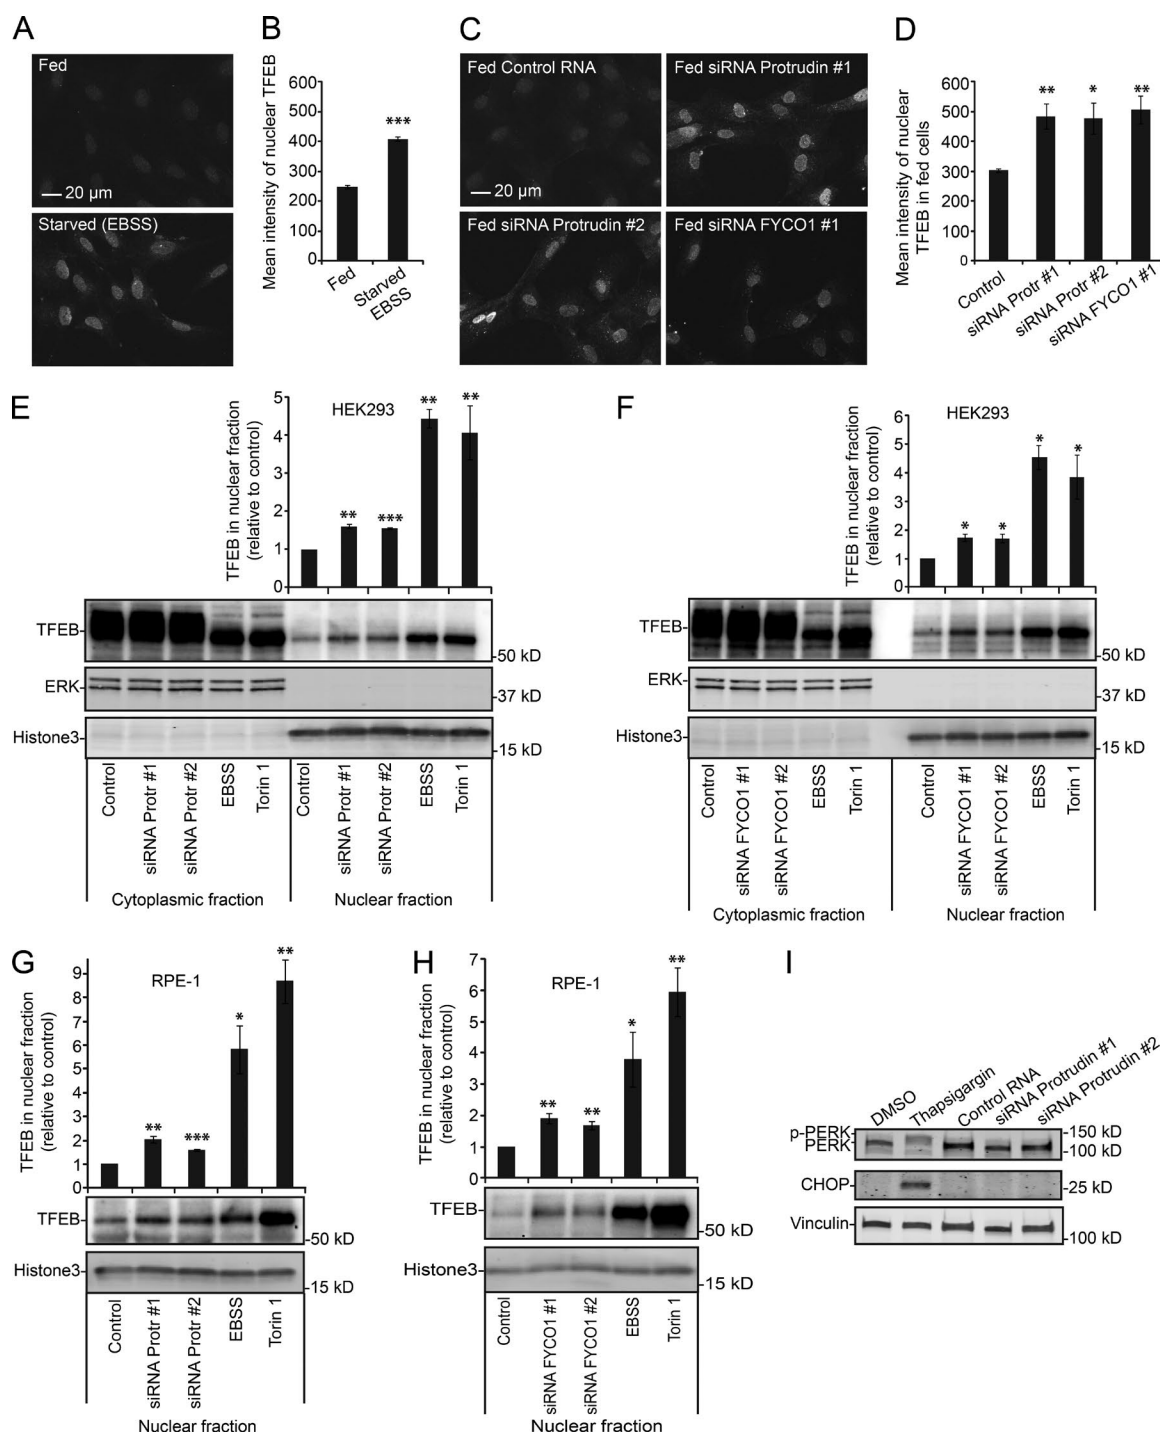 A
Fed
20 µm
Starved (EBSS)
B
Mean intensity of nuclear TFEB
600
500
400
300
200
100
0
***
Fed
Starved
EBSS
C
Fed Control RNA
20 µm
Fed siRNA Protrudin #1
Fed siRNA Protrudin #2
Fed siRNA FYCO1 #1
D
Mean intensity of nuclear
TFEB in fed cells
600
500
400
300
200
100
0
**
*
**
Control
siRNA Protr #1
siRNA Protr #2
siRNA FYCO1 #1
E
HEK293
TFEB in nuclear fraction
(relative to control)
5
4
3
2
1
0
**
***
**
**
TFEB
50 kD
ERK
37 kD
Histone3
15 kD
Control
siRNA Protr #1
siRNA Protr #2
EBSS
Torin 1
Control
siRNA Protr #1
siRNA Protr #2
EBSS
Torin 1
Cytoplasmic fraction
Nuclear fraction
F
HEK293
TFEB in nuclear fraction
(relative to control)
6
5
4
3
2
1
0
*
*
*
*
TFEB
50 kD
ERK
37 kD
Histone3
15 kD
Control
siRNA FYCO1 #1
siRNA FYCO1 #2
EBSS
Torin 1
Control
siRNA FYCO1 #1
siRNA FYCO1 #2
EBSS
Torin 1
Cytoplasmic fraction
Nuclear fraction
G
RPE-1
TFEB in nuclear fraction
(relative to control)
9
8
7
6
5
4
3
2
1
0
**
***
*
**
TFEB
50 kD
Histone3
15 kD
Control
siRNA Protr #1
siRNA Protr #2
EBSS
Torin 1
Nuclear fraction
H
RPE-1
TFEB in nuclear fraction
(relative to control)
7
6
5
4
3
2
1
0
**
**
*
**
TFEB
50 kD
Histone3
15 kD
Control
siRNA FYCO1 #1
siRNA FYCO1 #2
EBSS
Torin 1
Nuclear fraction
I
DMSO
Thapsigargin
Control RNA
siRNA Protrudin #1
siRNA Protrudin #2
p-PERK
PERK
150 kD
100 kD
CHOP
25 kD
Vinculin
100 kD